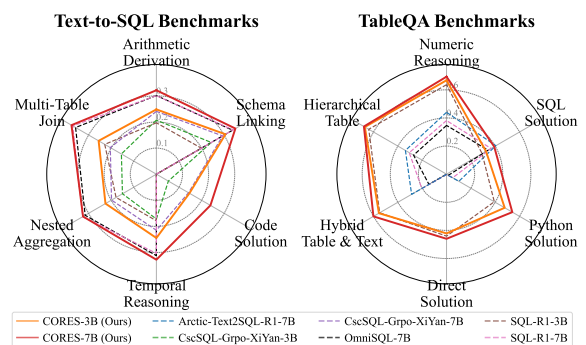 Text-to-SQL Benchmarks
Arithmetic
Derivation
Schema
Linking
Code
Solution
Temporal
Reasoning
Nested
Aggregation
Multi-Table
Join
0.1
TableQA Benchmarks
Numeric
Reasoning
SQL
Solution
Python
Solution
Direct
Solution
Hybrid
Table & Text
Hierarchical
Table
0.2
0.4
CORES-3B (Ours)
CORES-7B (Ours)
Arctic-Text2SQL-R1-7B
CscSQL-Grpo-XiYan-3B
CscSQL-Grpo-XiYan-7B
OmniSQL-7B
SQL-R1-3B
SQL-R1-7B